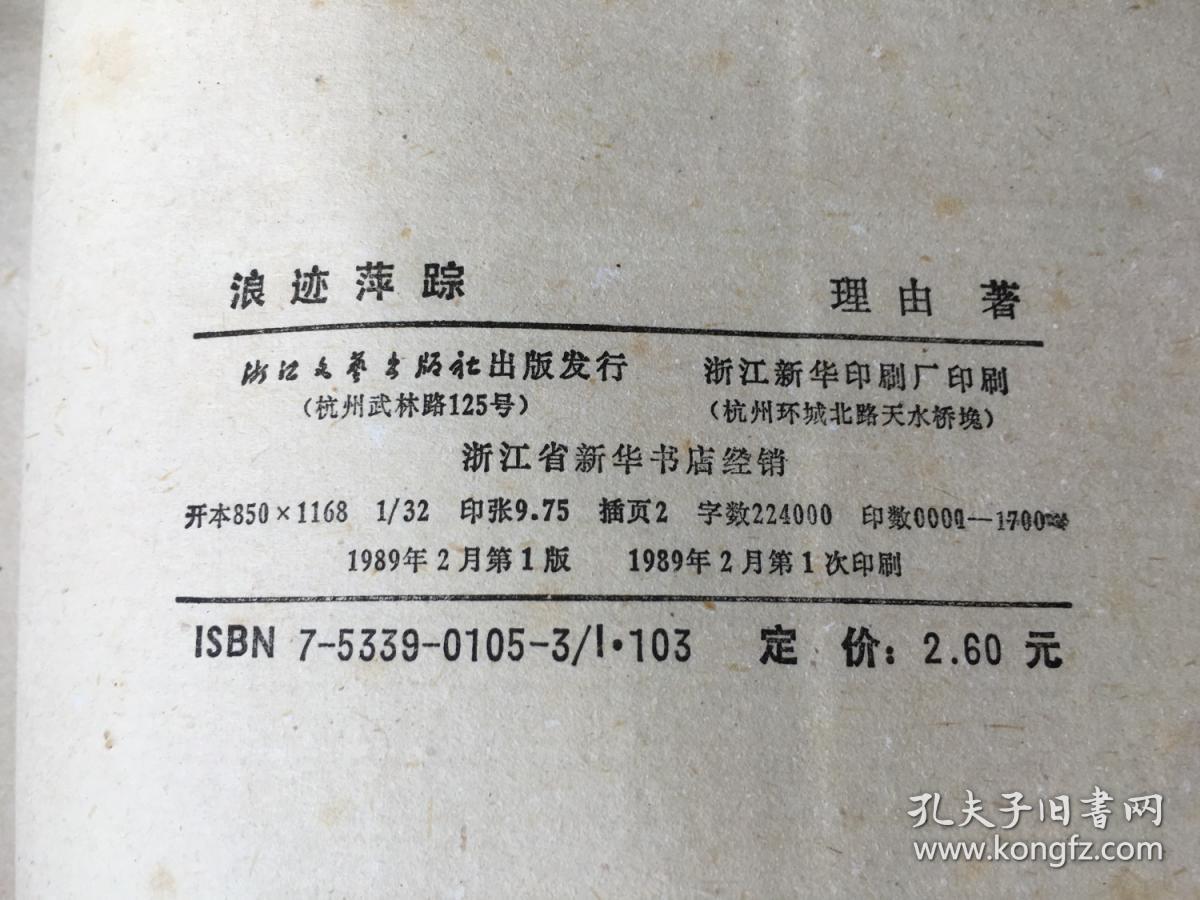 浪迹萍踪 理由 著
浙江文艺出版社出版发行 浙江新华印刷厂印刷
(杭州武林路125号) (杭州环城北路天水桥堍)
浙江省新华书店经销
开本850×1168 1/32 印张9.75 插页2 字数224000 印数0001—1700
1989年2月第1版 1989年2月第1次印刷
ISBN 7-5339-0105-3/I·103 定 价：2.60 元
孔夫子旧书网
www.kongfz.com